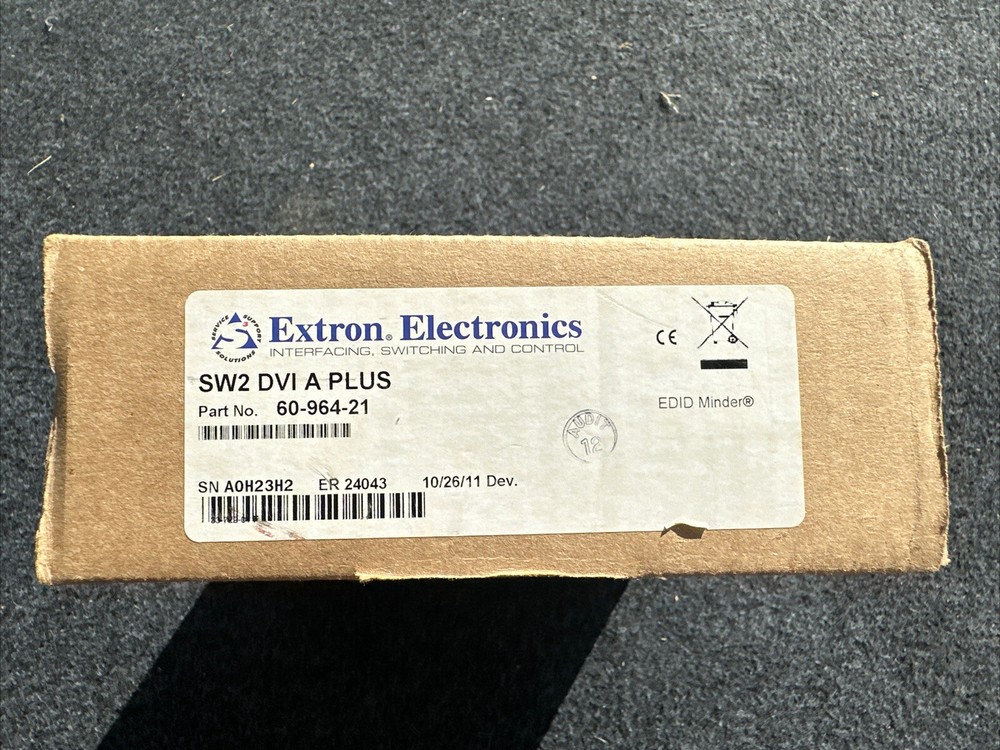 SERVICE SUPPORT SOLUTIONS
S3
Extron® Electronics
INTERFACING, SWITCHING AND CONTROL
SW2 DVI A PLUS
Part No. 60-964-21
SN A0H23H2 ER 24043 10/26/11 Dev.
CE
EDID Minder®
AUDIT
12